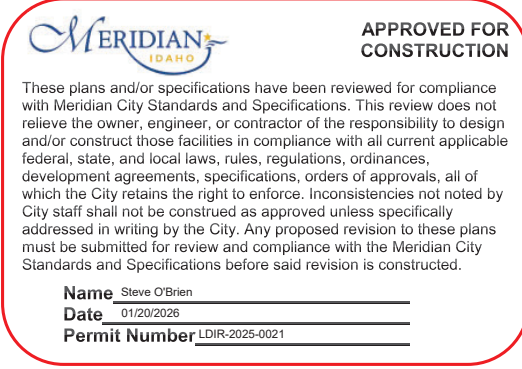 MERIDIAN
IDAHO
APPROVED FOR
CONSTRUCTION
These plans and/or specifications have been reviewed for compliance
with Meridian City Standards and Specifications. This review does not
relieve the owner, engineer, or contractor of the responsibility to design
and/or construct those facilities in compliance with all current applicable
federal, state, and local laws, rules, regulations, ordinances,
development agreements, specifications, orders of approvals, all of
which the City retains the right to enforce. Inconsistencies not noted by
City staff shall not be construed as approved unless specifically
addressed in writing by the City. Any proposed revision to these plans
must be submitted for review and compliance with the Meridian City
Standards and Specifications before said revision is constructed.
Name Steve O'Brien
Date 01/20/2026
Permit Number LDIR-2025-0021